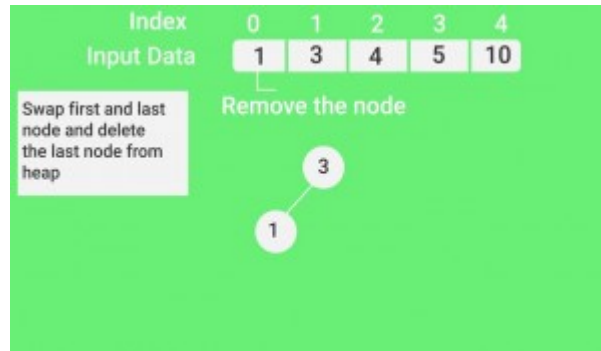 Index 0 1 2 3 4
Input Data 1 3 4 5 10
Remove the node
Swap first and last
node and delete
the last node from
heap
3
1